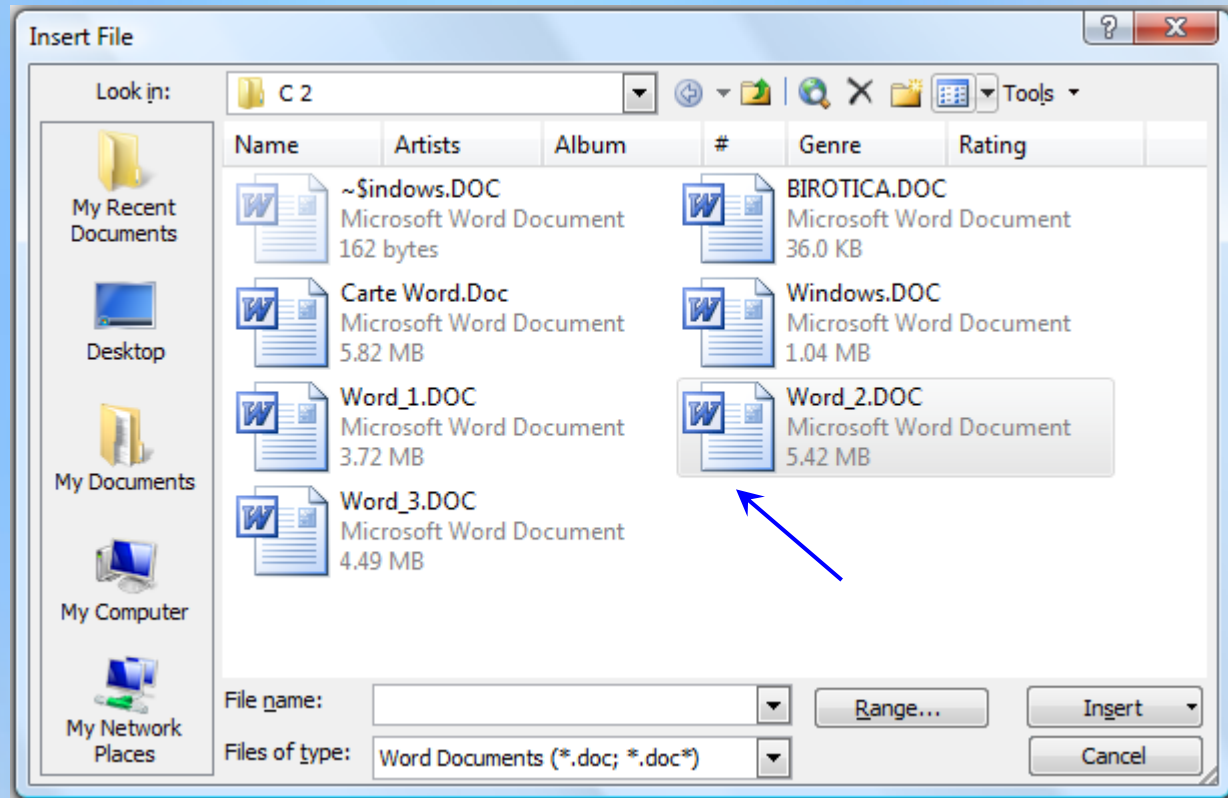 Insert File
Look in:
C 2
Tools
My Recent
Documents
Desktop
My Documents
My Computer
My Network
Places
Name Artists Album # Genre Rating
~$indows.DOC
Microsoft Word Document
162 bytes
BIROTICA.DOC
Microsoft Word Document
36.0 KB
Carte Word.Doc
Microsoft Word Document
5.82 MB
Windows.DOC
Microsoft Word Document
1.04 MB
Word_1.DOC
Microsoft Word Document
3.72 MB
Word_2.DOC
Microsoft Word Document
5.42 MB
Word_3.DOC
Microsoft Word Document
4.49 MB
File name:
Range...
Insert
Files of type:
Word Documents (*.doc; *.doc*)
Cancel